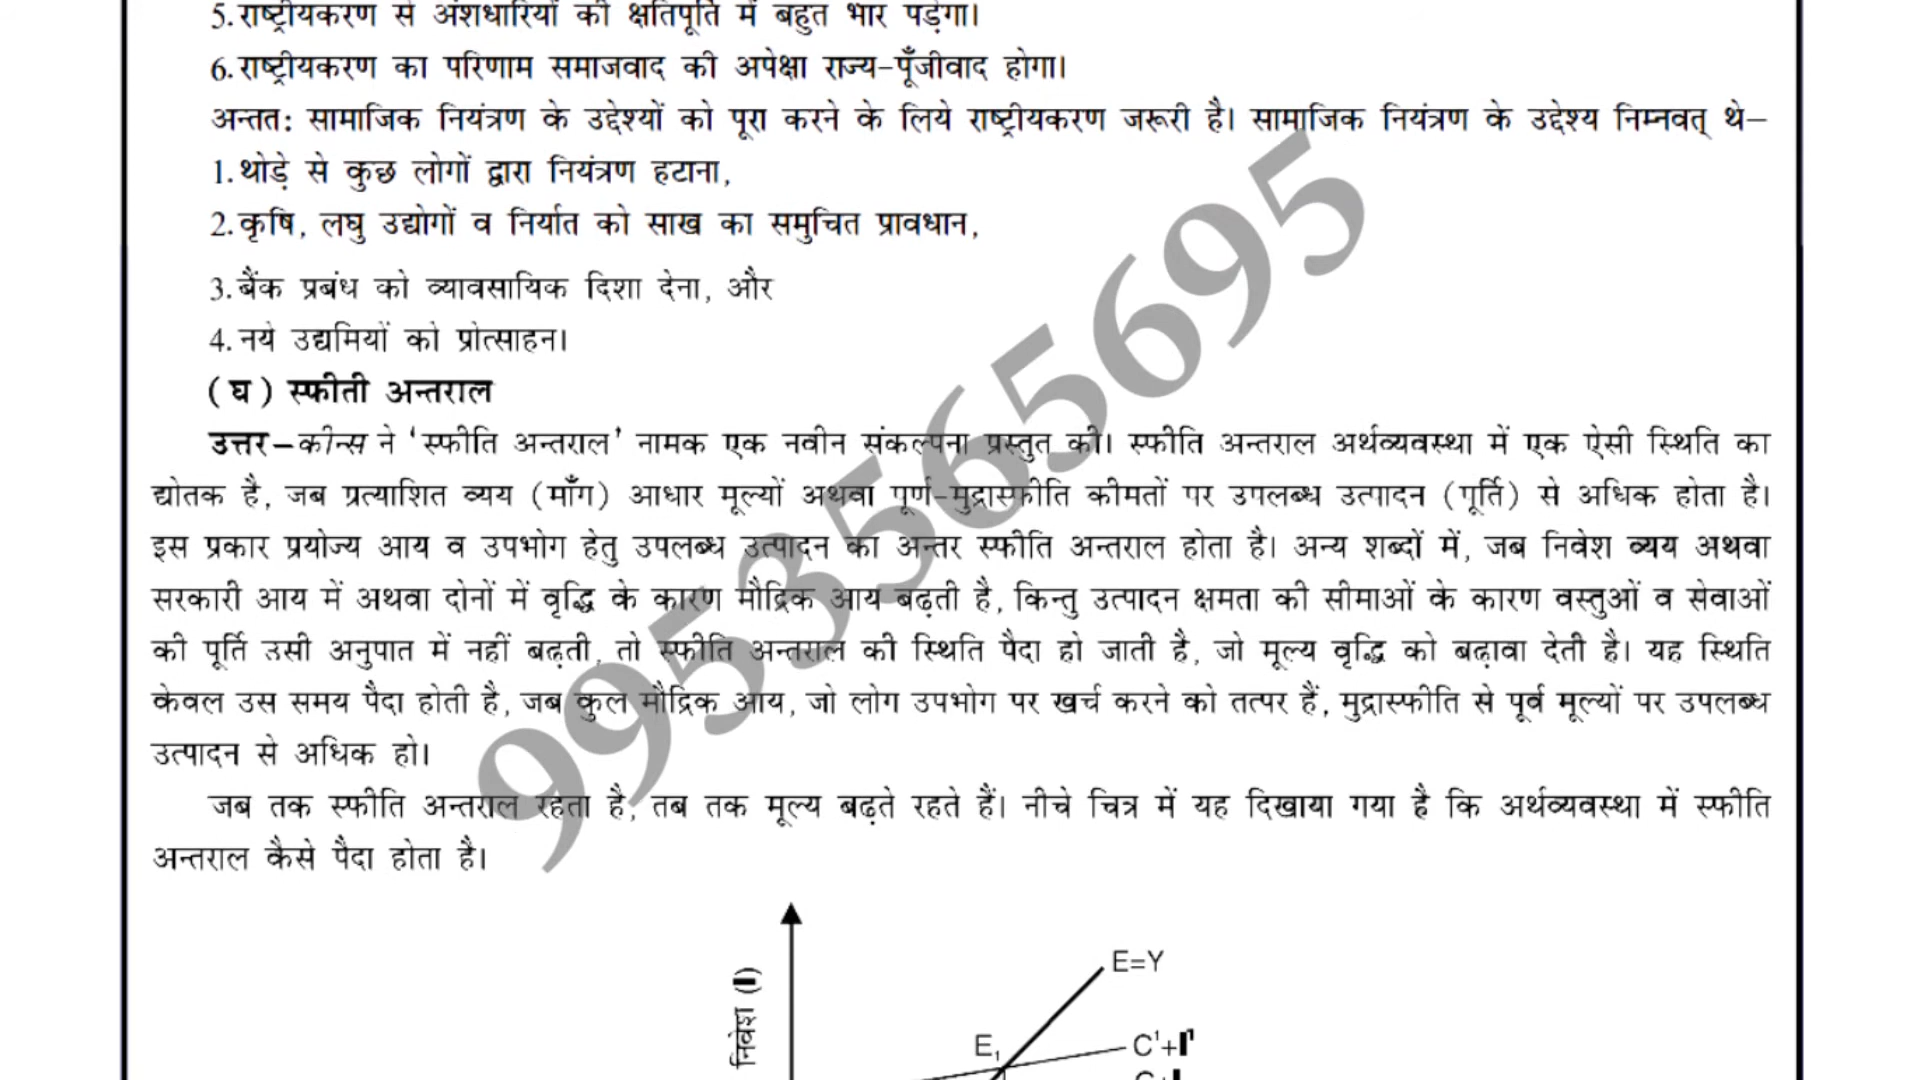 5. राष्ट्रीयकरण से अंशधारियों की क्षतिपूर्ति में बहुत भार पड़ेगा।
6. राष्ट्रीयकरण का परिणाम समाजवाद की अपेक्षा राज्य-पूँजीवाद होगा।
अन्तत: सामाजिक नियंत्रण के उद्देश्यों को पूरा करने के लिये राष्ट्रीयकरण जरूरी है। सामाजिक नियंत्रण के उद्देश्य निम्नवत् थे–
1. थोड़े से कुछ लोगों द्वारा नियंत्रण हटाना,
2. कृषि, लघु उद्योगों व निर्यात को साख का समुचित प्रावधान,
3. बैंक प्रबंध को व्यावसायिक दिशा देना, और
4. नये उद्यमियों को प्रोत्साहन।
(घ) स्फीती अन्तराल
उत्तर–कीन्स ने ‘स्फीति अन्तराल’ नामक एक नवीन संकल्पना प्रस्तुत की। स्फीति अन्तराल अर्थव्यवस्था में एक ऐसी स्थिति का
द्योतक है, जब प्रत्याशित व्यय (माँग) आधार मूल्यों अथवा पूर्ण-मुद्रास्फीति कीमतों पर उपलब्ध उत्पादन (पूर्ति) से अधिक होता है।
इस प्रकार प्रयोज्य आय व उपभोग हेतु उपलब्ध उत्पादन का अन्तर स्फीति अन्तराल होता है। अन्य शब्दों में, जब निवेश व्यय अथवा
सरकारी आय में अथवा दोनों में वृद्धि के कारण मौद्रिक आय बढ़ती है, किन्तु उत्पादन क्षमता की सीमाओं के कारण वस्तुओं व सेवाओं
की पूर्ति उसी अनुपात में नहीं बढ़ती, तो स्फीति अन्तराल की स्थिति पैदा हो जाती है, जो मूल्य वृद्धि को बढ़ावा देती है। यह स्थिति
केवल उस समय पैदा होती है, जब कुल मौद्रिक आय, जो लोग उपभोग पर खर्च करने को तत्पर हैं, मुद्रास्फीति से पूर्व मूल्यों पर उपलब्ध
उत्पादन से अधिक हो।
जब तक स्फीति अन्तराल रहता है, तब तक मूल्य बढ़ते रहते हैं। नीचे चित्र में यह दिखाया गया है कि अर्थव्यवस्था में स्फीति
अन्तराल कैसे पैदा होता है।
9953565695
E=Y
निवेश (I)
E₁
C¹+I¹
C+I